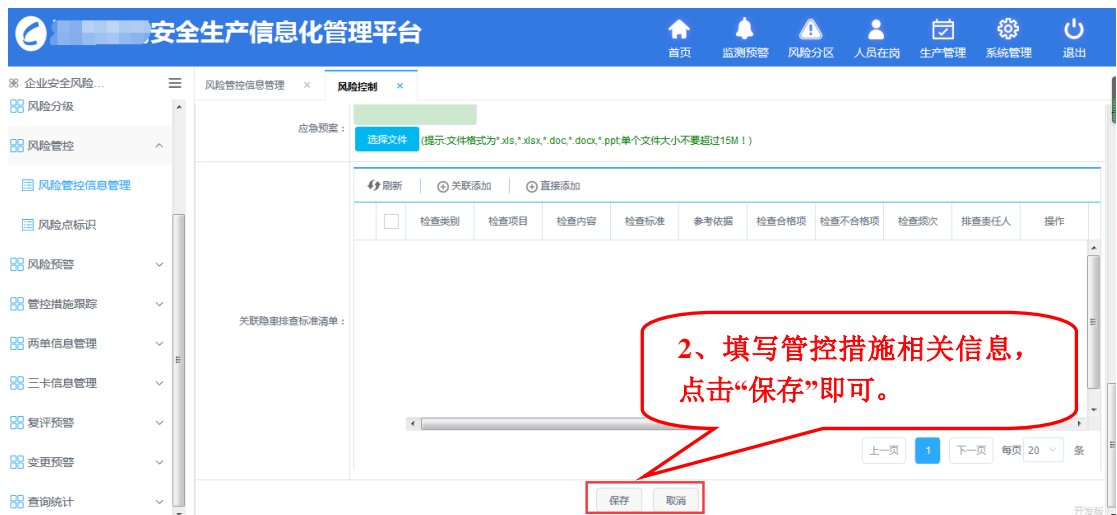 安全生产信息化管理平台
首页
监测预警
风险分区
人员在岗
生产管理
系统管理
退出
企业安全风险...
风险管控信息管理 ×
风险控制 ×
风险分级
风险管控
风险管控信息管理
风险点标识
风险预警
管控措施跟踪
两单信息管理
三卡信息管理
复评预警
变更预警
查询统计
应急预案：
选择文件 (提示:文件格式为*.xls,*.xlsx,*.doc,*.docx,*.ppt;单个文件大小不要超过15M！)
关联隐患排查标准清单：
刷新 关联添加 直接添加
检查类别 检查项目 检查内容 检查标准 参考依据 检查合格项 检查不合格项 检查频次 排查责任人 操作
2、填写管控措施相关信息，
点击“保存”即可。
上一页 1 下一页 每页 20 条
保存 取消
开发版